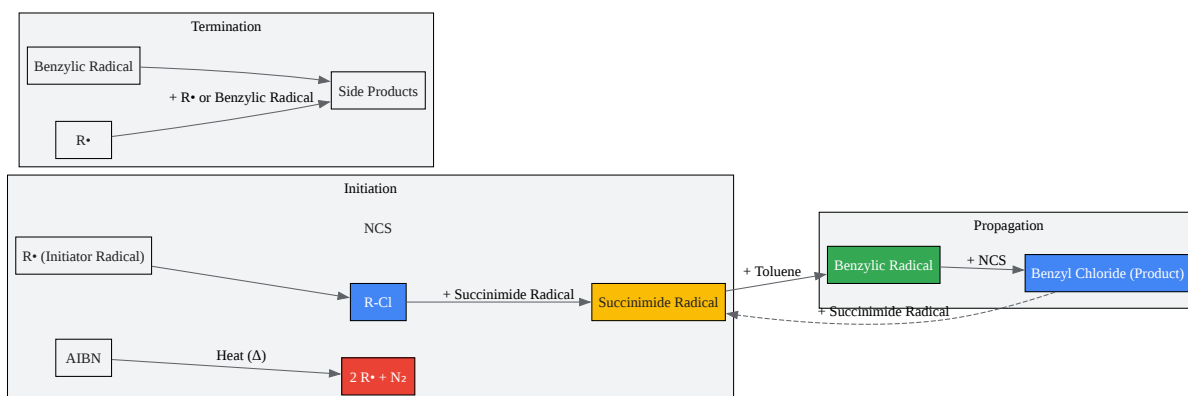 Termination
Benzylic Radical
Side Products
+ R• or Benzylic Radical
R•
Initiation
NCS
R• (Initiator Radical)
R-Cl
+ Succinimide Radical
Succinimide Radical
AIBN
Heat (Δ)
2 R• + N₂
+ Toluene
Propagation
Benzylic Radical
+ NCS
Benzyl Chloride (Product)
+ Succinimide Radical